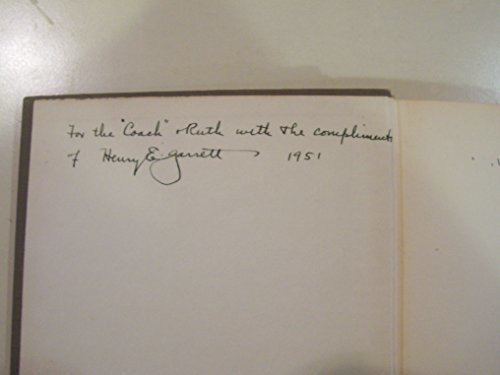 For the "Coach" & Ruth with the compliments
of Henry E. Garrett 1951